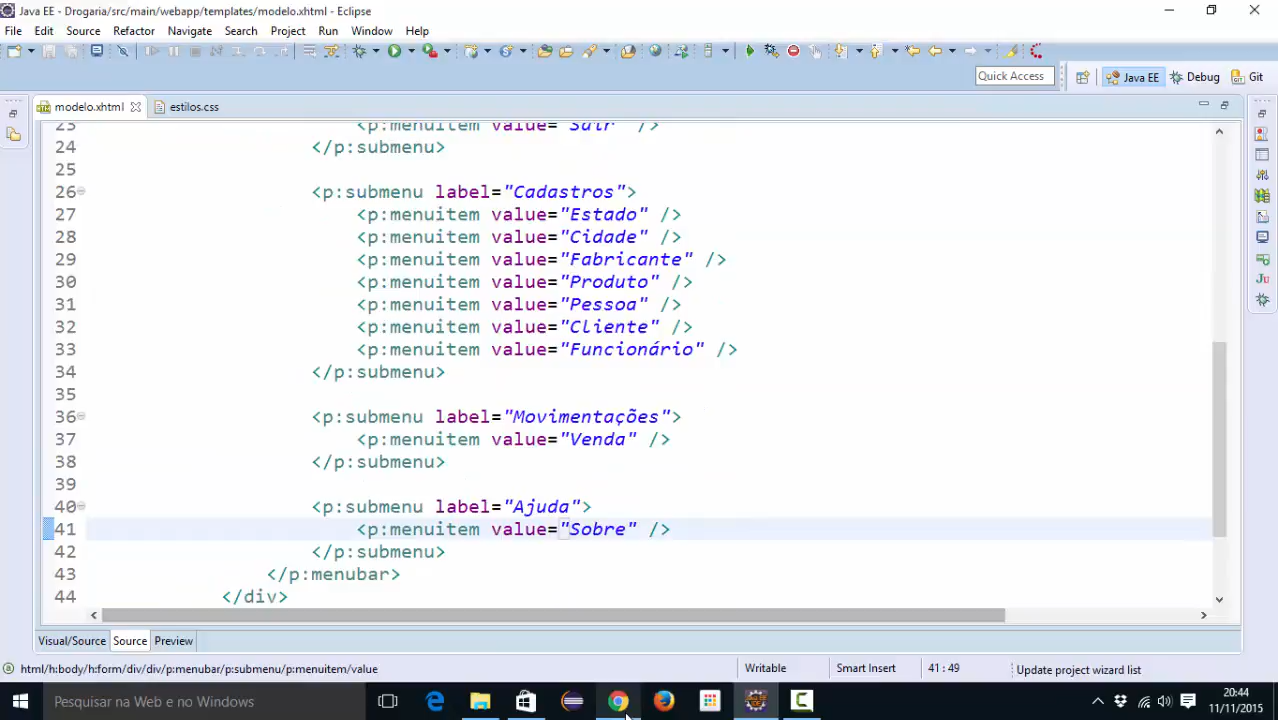 Java EE - Drogaria/src/main/webapp/templates/modelo.xhtml - Eclipse
File Edit Source Refactor Navigate Search Project Run Window Help
Quick Access Java EE Debug Git
modelo.xhtml estilos.css
23 <p:menuitem value="Sair" />
24 </p:submenu>
25
26 <p:submenu label="Cadastros">
27 <p:menuitem value="Estado" />
28 <p:menuitem value="Cidade" />
29 <p:menuitem value="Fabricante" />
30 <p:menuitem value="Produto" />
31 <p:menuitem value="Pessoa" />
32 <p:menuitem value="Cliente" />
33 <p:menuitem value="Funcionário" />
34 </p:submenu>
35
36 <p:submenu label="Movimentações">
37 <p:menuitem value="Venda" />
38 </p:submenu>
39
40 <p:submenu label="Ajuda">
41 <p:menuitem value="Sobre" />
42 </p:submenu>
43 </p:menubar>
44 </div>
Visual/Source Source Preview
html/h:body/h:form/div/div/p:menubar/p:submenu/p:menuitem/value Writable Smart Insert 41 : 49 Update project wizard list
Pesquisar na Web e no Windows
20:44
11/11/2015